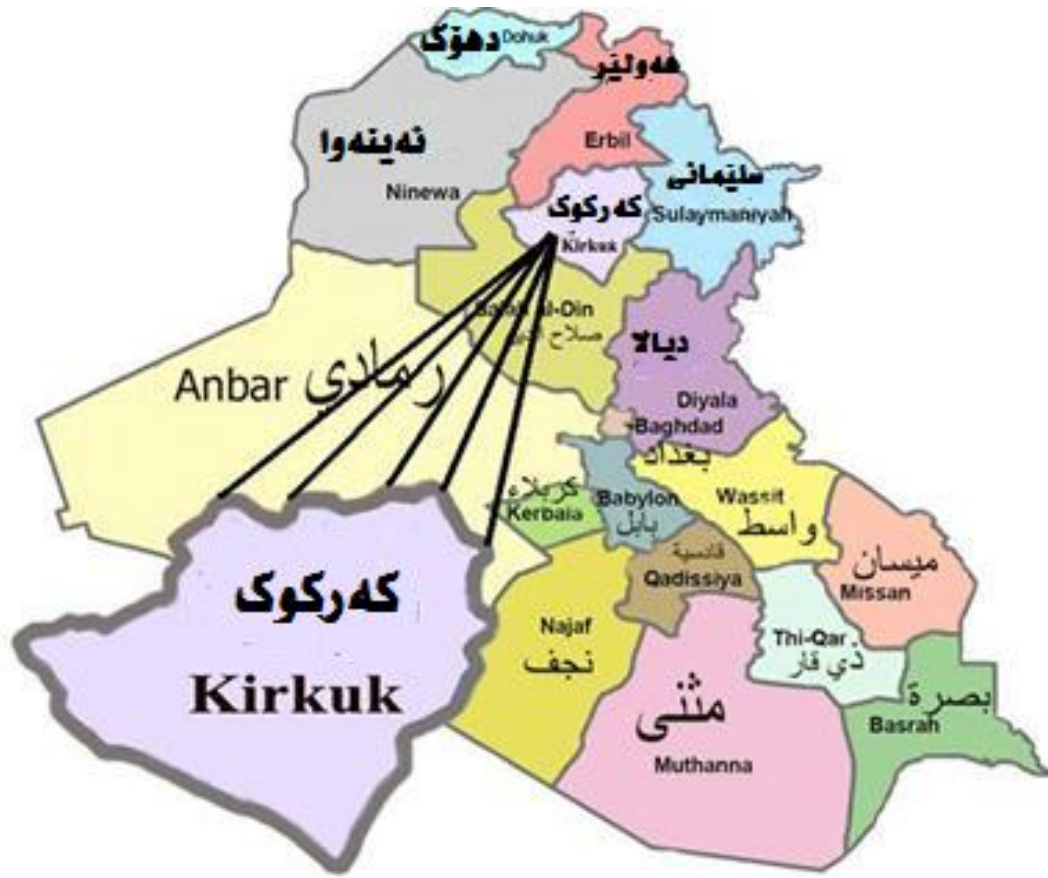 دهۆک Dohuk
هەولێر
Erbil
نەینەوا
Ninewa
سلێمانی
Sulaymaniyah
کەرکوک
Kirkuk
Salah al-Din
صلاح الدين
دیالا
Diyala
Anbar رمادي
Baghdad
بغداد
كربلاء
Kerbala
Babylon
بابل
Wassit
واسط
قادسية
Qadissiya
ميسان
Missan
کەرکوک
Kirkuk
Najaf
نجف
Thi-Qar
ذي قار
مثنى
Muthanna
بصرة
Basrah